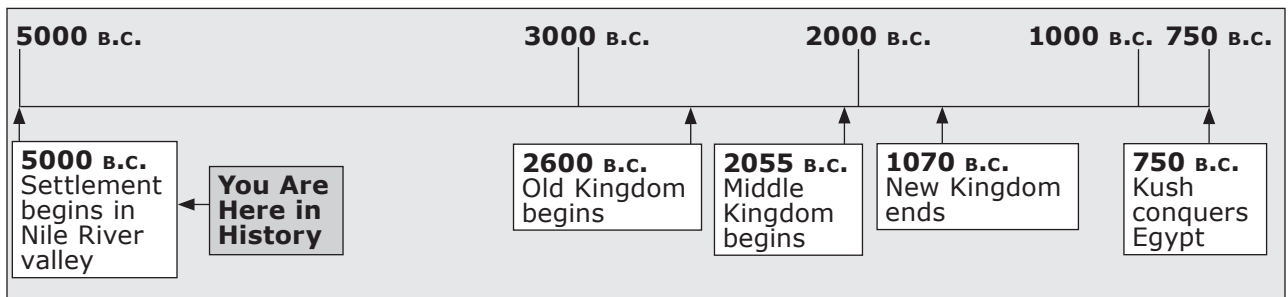 5000 B.C. 3000 B.C. 2000 B.C. 1000 B.C. 750 B.C.
5000 B.C.
Settlement
begins in
Nile River
valley
You Are
Here in
History
2600 B.C.
Old Kingdom
begins
2055 B.C.
Middle
Kingdom
begins
1070 B.C.
New Kingdom
ends
750 B.C.
Kush
conquers
Egypt